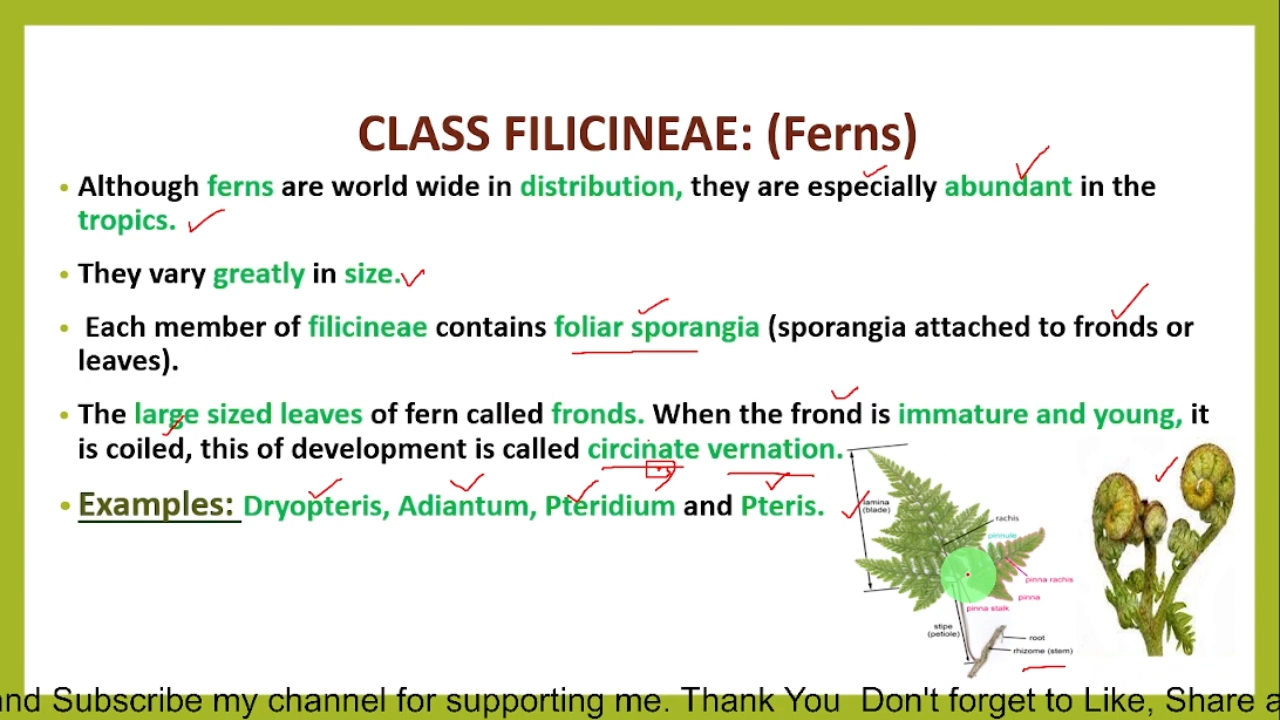 CLASS FILICINEAE: (Ferns)
• Although ferns are world wide in distribution, they are especially abundant in the
tropics.
• They vary greatly in size.
• Each member of filicineae contains foliar sporangia (sporangia attached to fronds or
leaves).
• The large sized leaves of fern called fronds. When the frond is immature and young, it
is coiled, this of development is called circinate vernation.
• Examples: Dryopteris, Adiantum, Pteridium and Pteris.
lamina
(blade)
rachis
pinnule
pinna rachis
pinna
pinna stalk
stipe
(petiole)
root
rhizome (stem)
and Subscribe my channel for supporting me. Thank You  Don't forget to Like, Share a